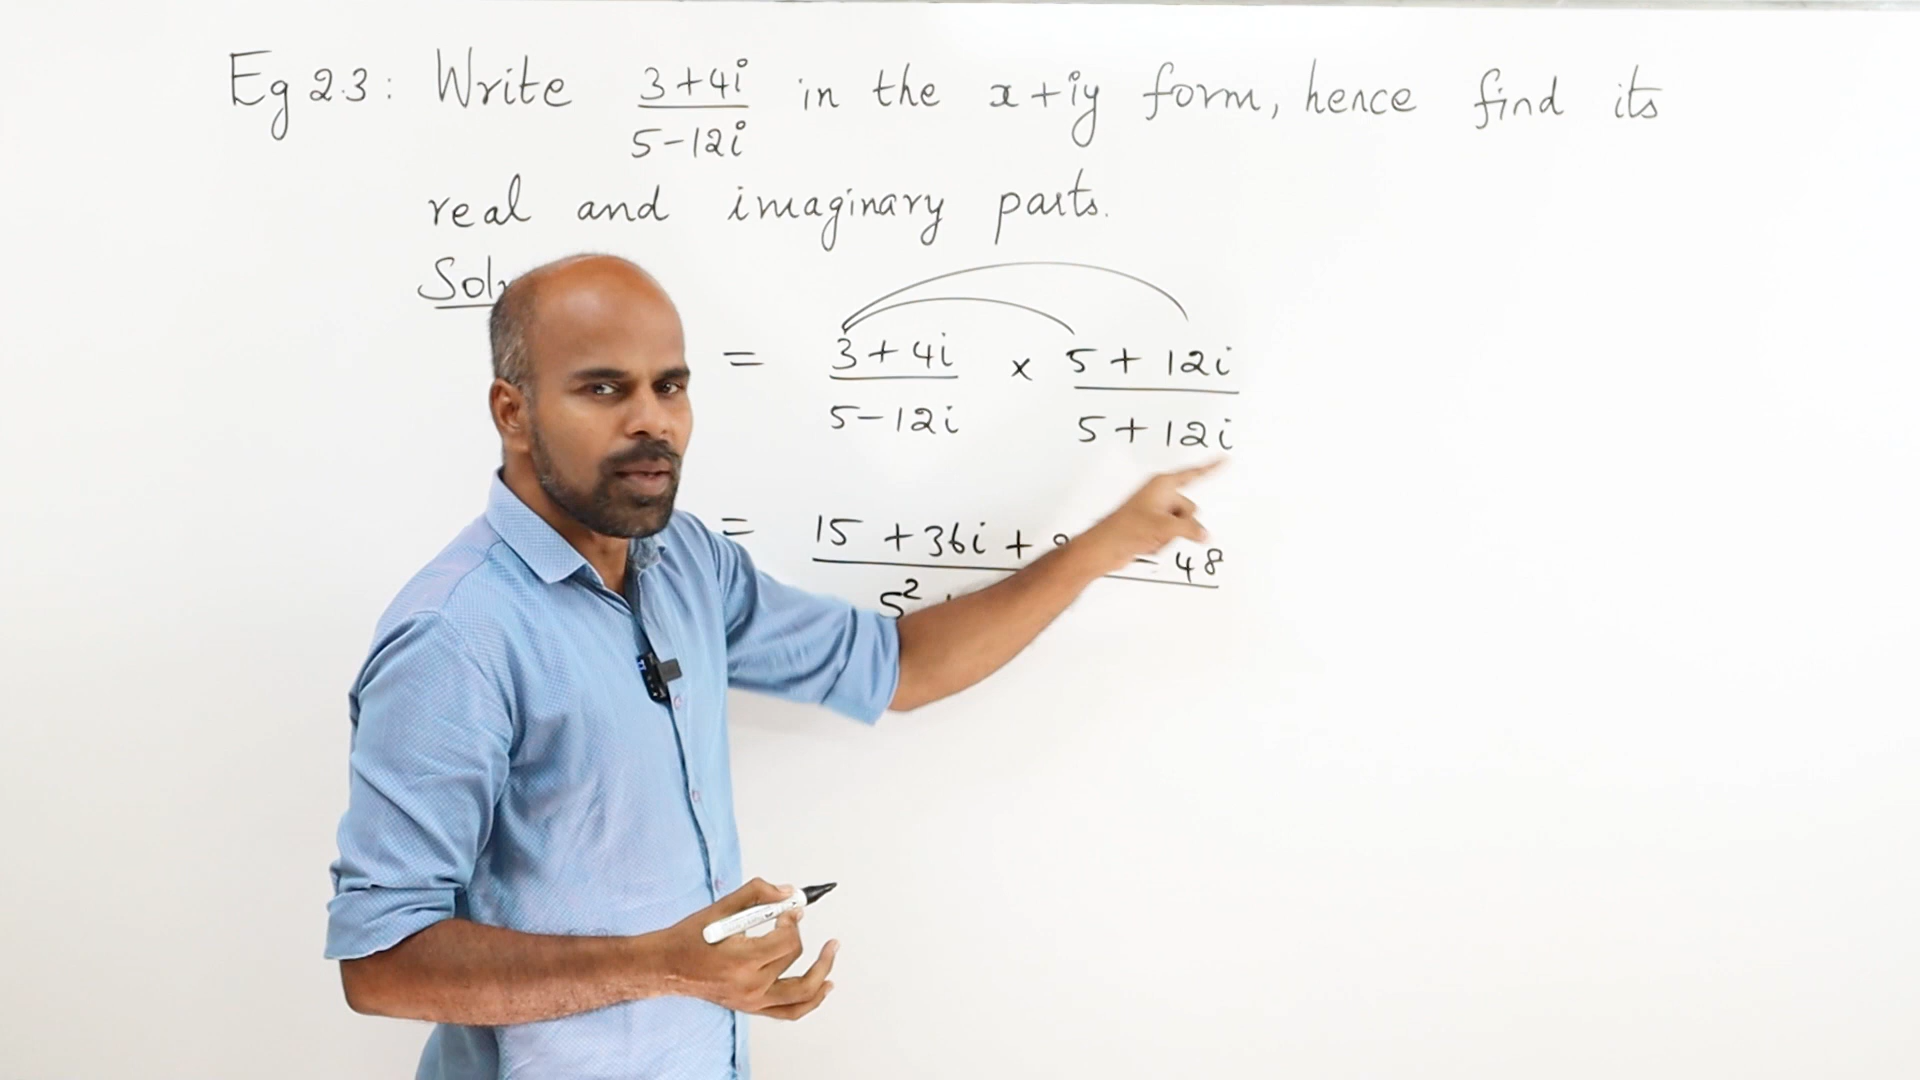 Eg 2.3: Write 3+4i / 5-12i in the x+iy form, hence find its
real and imaginary parts.
Soln
= 3+4i / 5-12i × 5+12i / 5+12i
= 15 +36i + - 48
5²